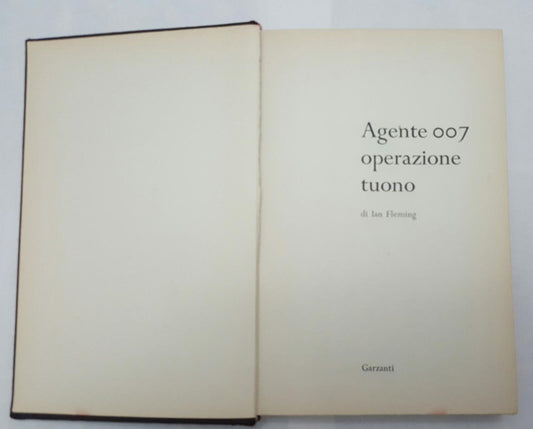 Agente 007
operazione
tuono
di Ian Fleming
Garzanti